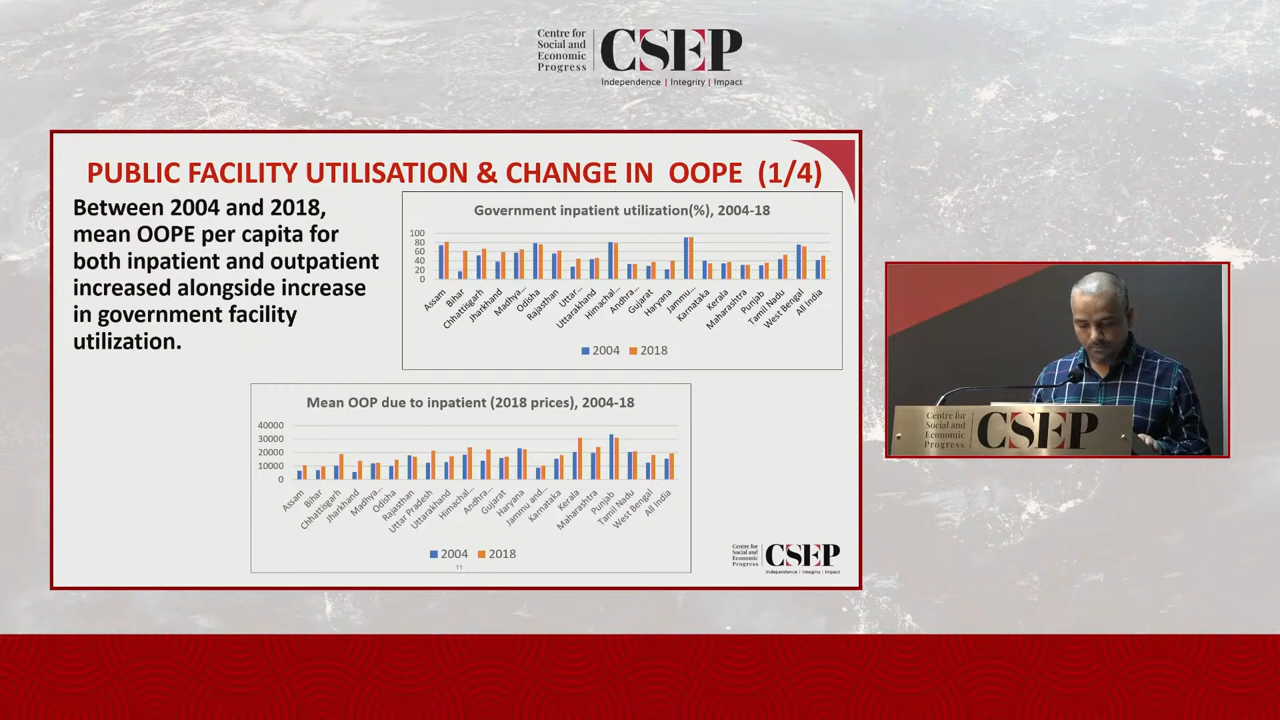 Centre for
Social and
Economic
Progress
CSEP
Independence | Integrity | Impact
PUBLIC FACILITY UTILISATION & CHANGE IN OOPE (1/4)
Between 2004 and 2018,
mean OOPE per capita for
both inpatient and outpatient
increased alongside increase
in government facility
utilization.
Government inpatient utilization(%), 2004-18
100
80
60
40
20
0
Assam
Bihar
Chhattisgarh
Jharkhand
Madhya...
Odisha
Rajasthan
Uttar...
Uttarakhand
Himachal...
Andhra...
Gujarat
Haryana
Jammu...
Karnataka
Kerala
Maharashtra
Punjab
Tamil Nadu
West Bengal
All India
2004 2018
Mean OOP due to inpatient (2018 prices), 2004-18
40000
30000
20000
10000
0
Assam
Bihar
Chhattisgarh
Jharkhand
Madhya...
Odisha
Rajasthan
Uttar Pradesh
Uttarakhand
Himachal...
Andhra...
Gujarat
Haryana
Jammu and...
Karnataka
Kerala
Maharashtra
Punjab
Tamil Nadu
West Bengal
All India
2004 2018
11
Centre for
Social and
Economic
Progress
CSEP
Independence | Integrity | Impact
Centre for
Social and
Economic
Progress
CSEP